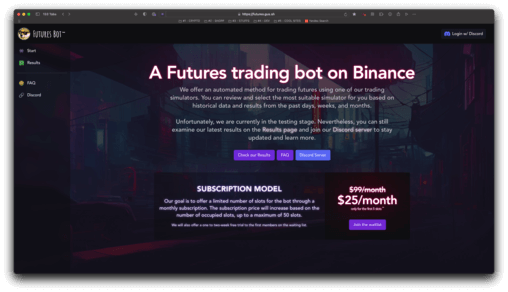 193 Tabs
https://futures.guc.es
Futures Bot™
Login w/ Discord
Start
Results
FAQ
Discord
A Futures trading bot on Binance
We offer an automated method for trading futures using one of our trading
simulators. You can review and select the most suitable simulator for you based on
historical data and results from the past days, weeks, and months.
Unfortunately, we are currently in the testing stage. Nevertheless, you can still
examine our latest results on the Results page and join our Discord server to stay
updated and learn more.
Check our Results
FAQ
Discord Server
SUBSCRIPTION MODEL
Our goal is to offer a limited number of slots for the bot through a
monthly subscription. The subscription price will increase based on the
number of occupied slots, up to a maximum of 50 slots.
We will also offer a one to two-week free trial to the first members on the waiting list
$99/month
$25/month
only for the first 5 slots
Join the waitlist